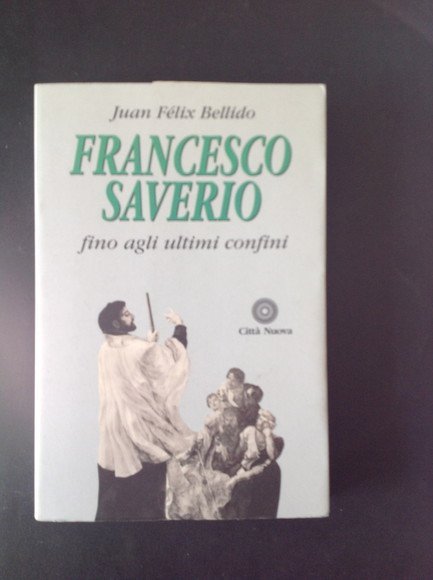 Juan Félix Bellido
FRANCESCO
SAVERIO
fino agli ultimi confini
Città Nuova